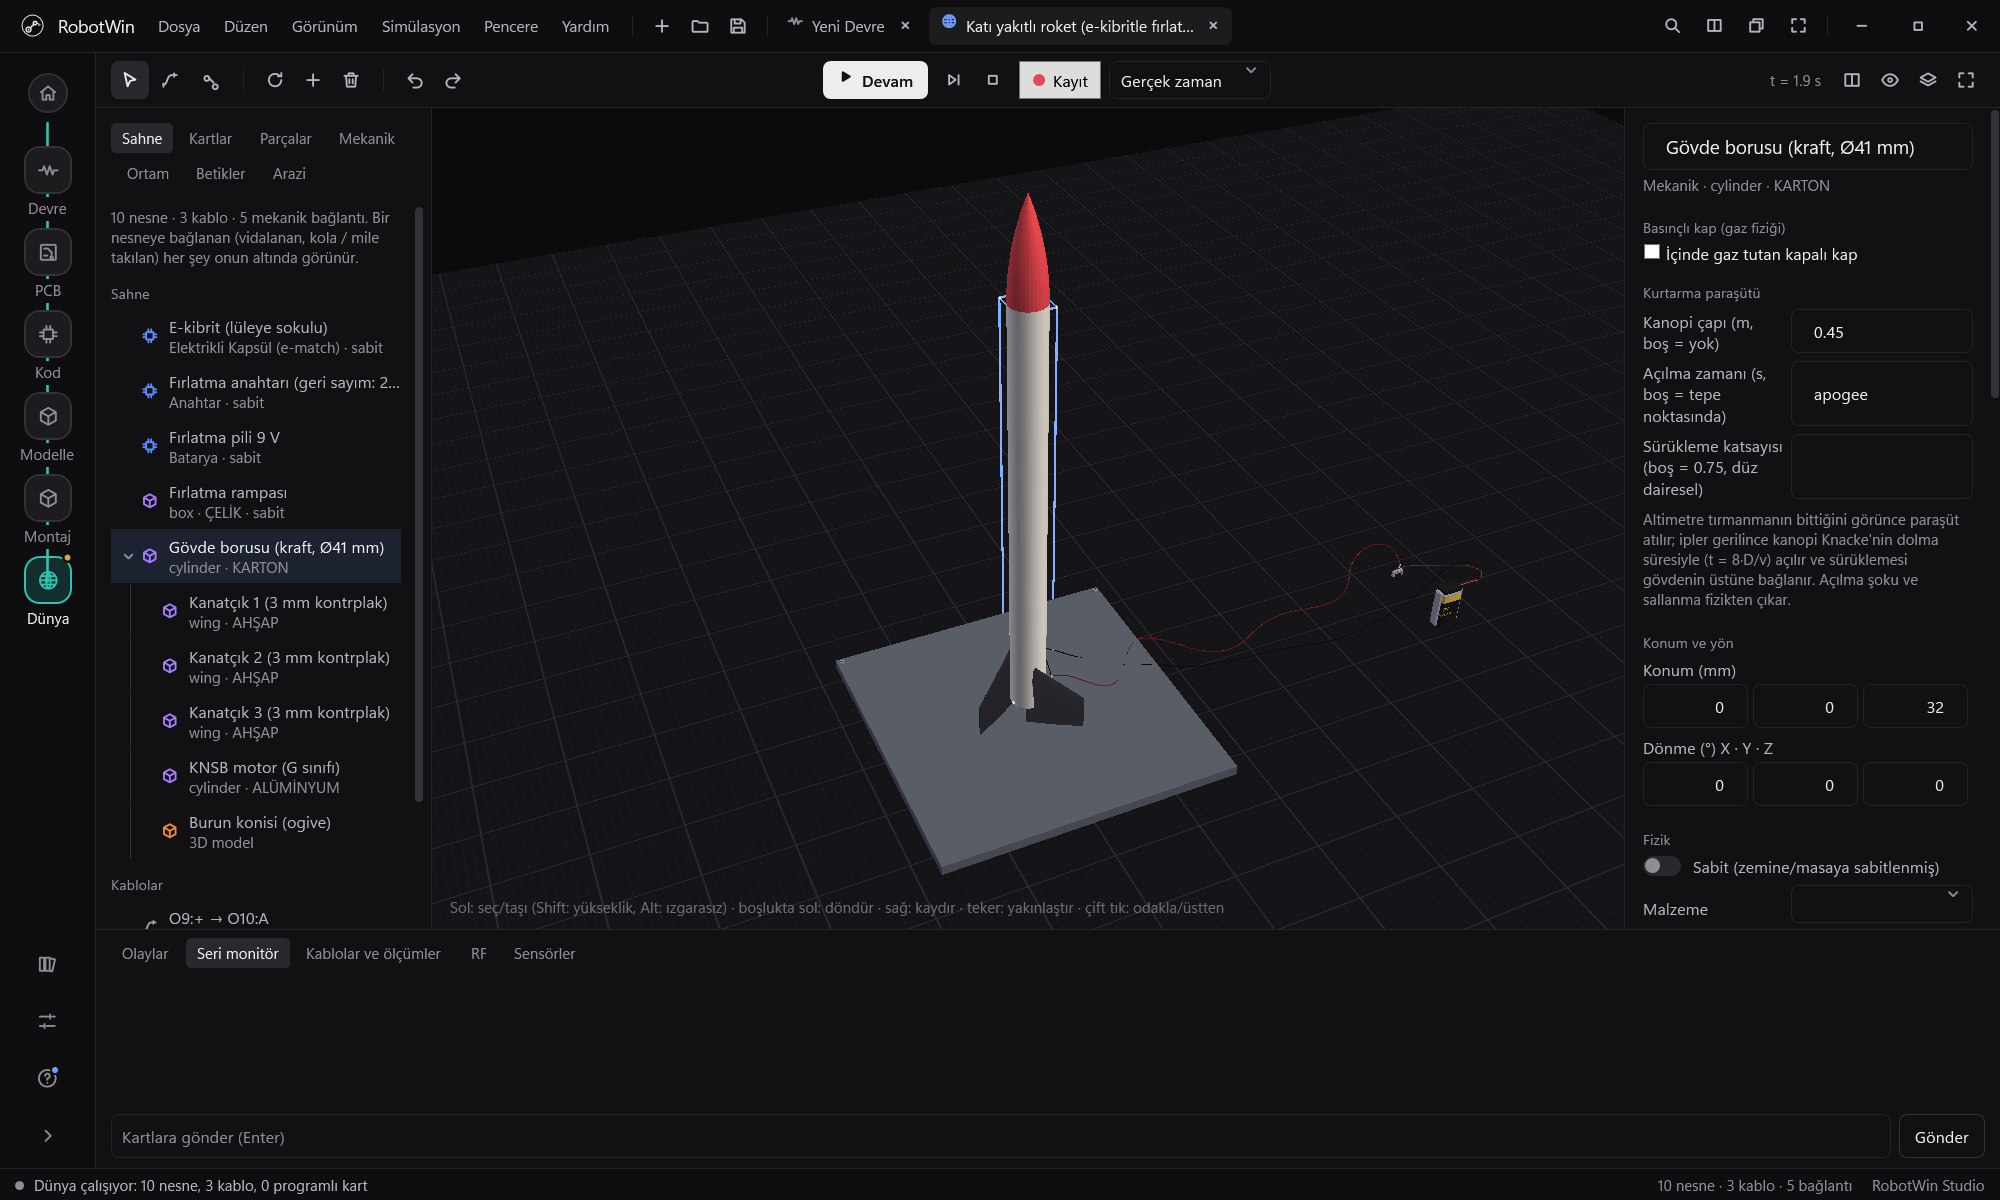 RobotWin Dosya Düzen Görünüm Simülasyon Pencere Yardım Yeni Devre Katı yakıtlı roket (e-kibritle fırlat...
Devam Kayıt Gerçek zaman t = 1.9 s
Devre
PCB
Kod
Modelle
Montaj
Dünya
Sahne Kartlar Parçalar Mekanik
Ortam Betikler Arazi
10 nesne · 3 kablo · 5 mekanik bağlantı. Bir
nesneye bağlanan (vidalanan, kola / mile
takılan) her şey onun altında görünür.
Sahne
E-kibrit (lüleye sokulu)
Elektrikli Kapsül (e-match) · sabit
Fırlatma anahtarı (geri sayım: 2...
Anahtar · sabit
Fırlatma pili 9 V
Batarya · sabit
Fırlatma rampası
box · ÇELİK · sabit
Gövde borusu (kraft, Ø41 mm)
cylinder · KARTON
Kanatçık 1 (3 mm kontrplak)
wing · AHŞAP
Kanatçık 2 (3 mm kontrplak)
wing · AHŞAP
Kanatçık 3 (3 mm kontrplak)
wing · AHŞAP
KNSB motor (G sınıfı)
cylinder · ALÜMİNYUM
Burun konisi (ogive)
3D model
Kablolar
O9:+ → O10:A
Sol: seç/taşı (Shift: yükseklik, Alt: ızgarasız) · boşlukta sol: döndür · sağ: kaydır · teker: yakınlaştır · çift tık: odakla/üstten
Gövde borusu (kraft, Ø41 mm)
Mekanik · cylinder · KARTON
Basınçlı kap (gaz fiziği)
İçinde gaz tutan kapalı kap
Kurtarma paraşütü
Kanopi çapı (m,
boş = yok)
0.45
Açılma zamanı (s,
boş = tepe
noktasında)
apogee
Sürükleme katsayısı
(boş = 0.75, düz
dairesel)
Altimetre tırmanmanın bittiğini görünce paraşüt
atılır; ipler gerilince kanopi Knacke'nin dolma
süresiyle (t = 8·D/v) açılır ve sürüklemesi
gövdenin üstüne bağlanır. Açılma şoku ve
sallanma fizikten çıkar.
Konum ve yön
Konum (mm)
0 0 32
Dönme (°) X · Y · Z
0 0 0
Fizik
Sabit (zemine/masaya sabitlenmiş)
Malzeme
Olaylar Seri monitör Kablolar ve ölçümler RF Sensörler
Kartlara gönder (Enter) Gönder
Dünya çalışıyor: 10 nesne, 3 kablo, 0 programlı kart 10 nesne · 3 kablo · 5 bağlantı RobotWin Studio